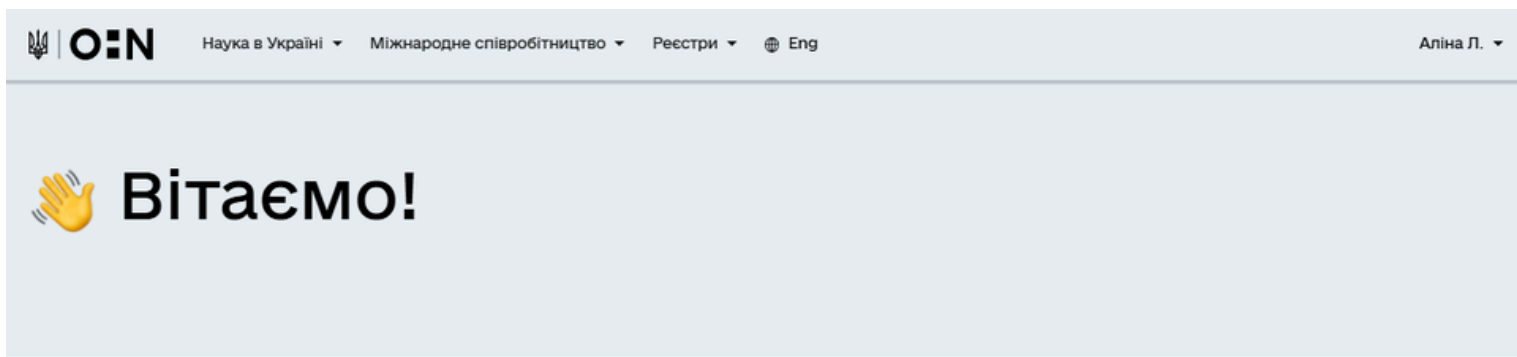 O:N Наука в Україні Міжнародне співробітництво Реєстри Eng Аліна Л.
Вітаємо!